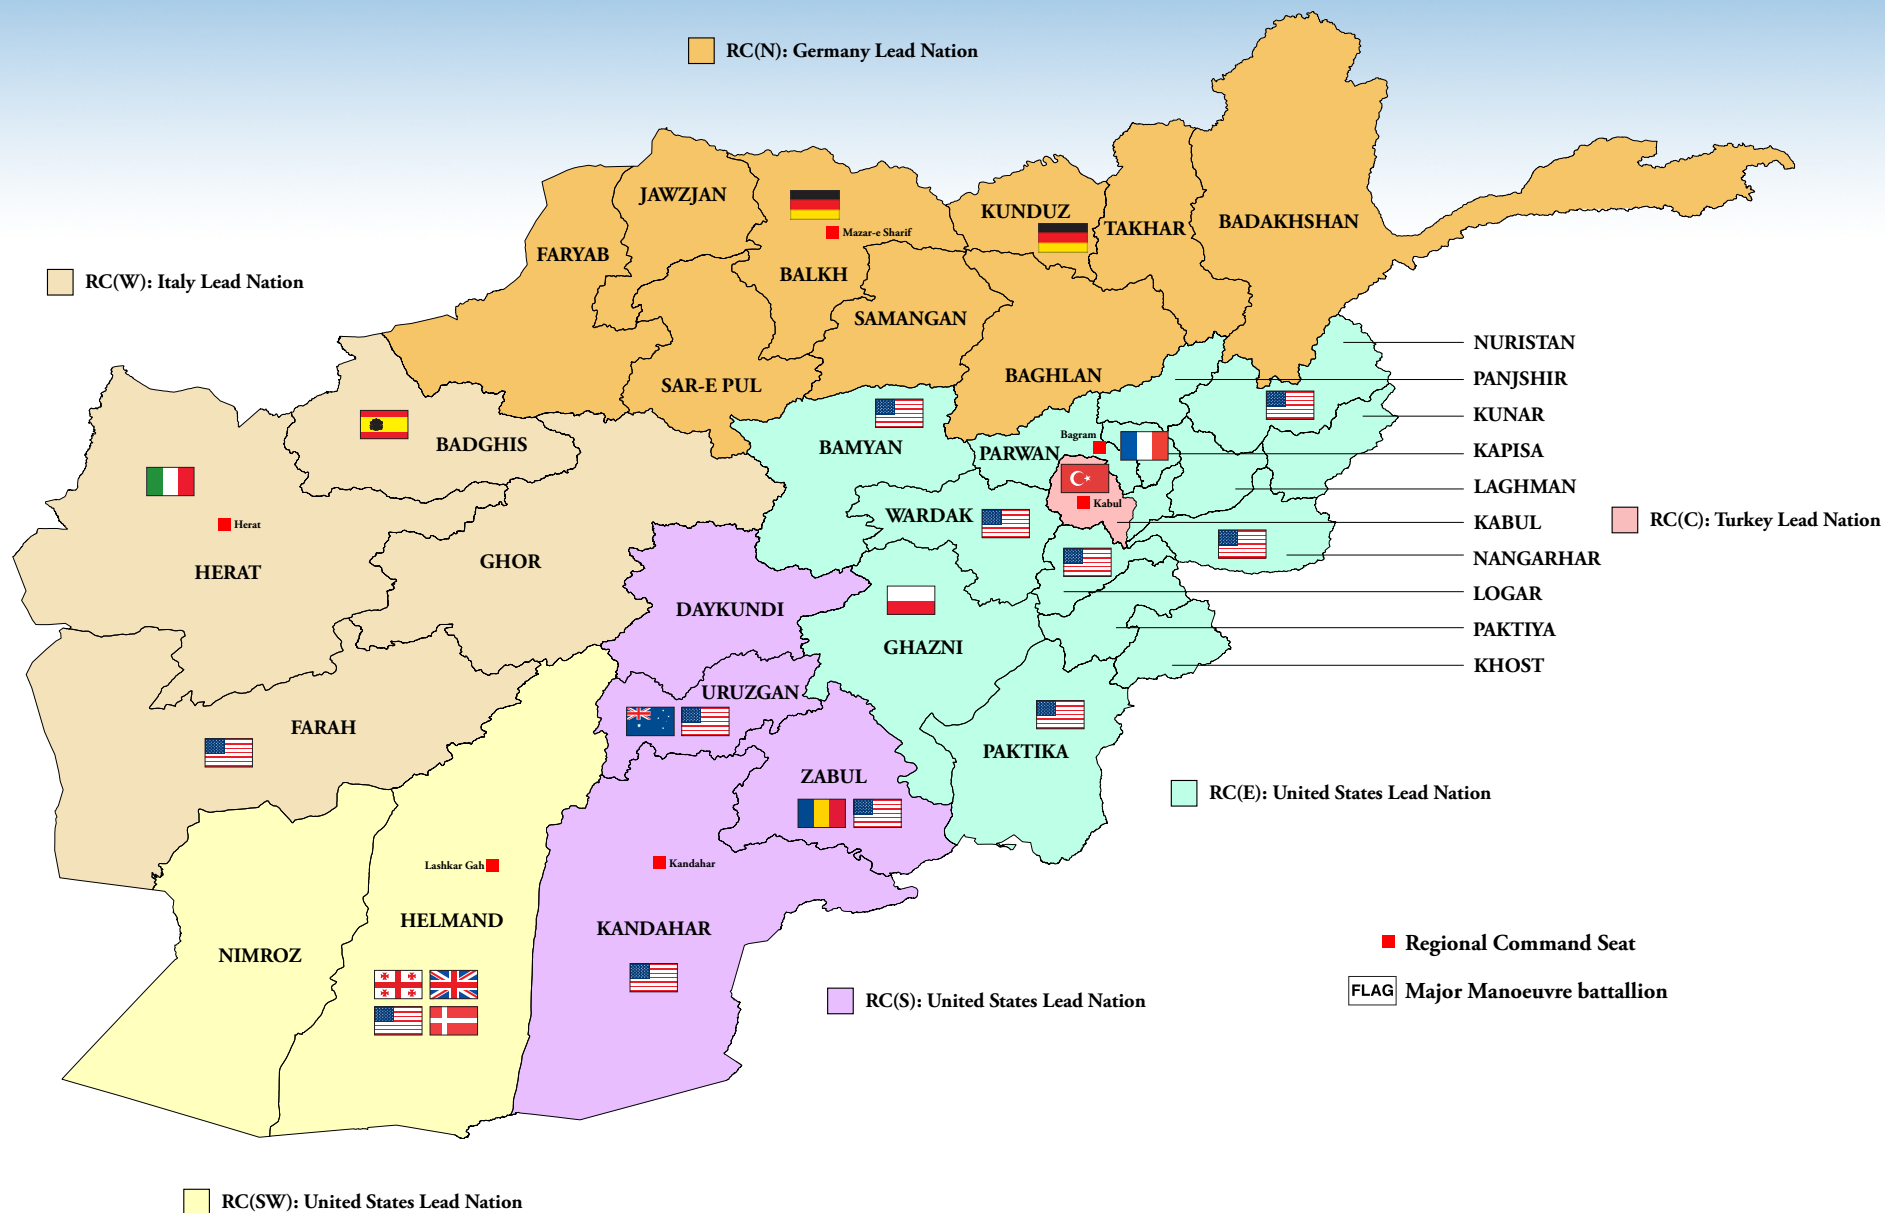 RC(N): Germany Lead Nation
JAWZJAN
KUNDUZ
TAKHAR
BADAKHSHAN
Mazar-e Sharif
FARYAB
BALKH
RC(W): Italy Lead Nation
SAMANGAN
NURISTAN
SAR-E PUL
BAGHLAN
PANJSHIR
KUNAR
BADGHIS
BAMYAN
Bagram
PARWAN
KAPISA
LAGHMAN
Kabul
WARDAK
KABUL
RC(C): Turkey Lead Nation
Herat
HERAT
GHOR
NANGARHAR
LOGAR
DAYKUNDI
PAKTIYA
GHAZNI
KHOST
URUZGAN
FARAH
PAKTIKA
ZABUL
RC(E): United States Lead Nation
Lashkar Gah
Kandahar
HELMAND
KANDAHAR
NIMROZ
Regional Command Seat
FLAG Major Manoeuvre battallion
RC(S): United States Lead Nation
RC(SW): United States Lead Nation